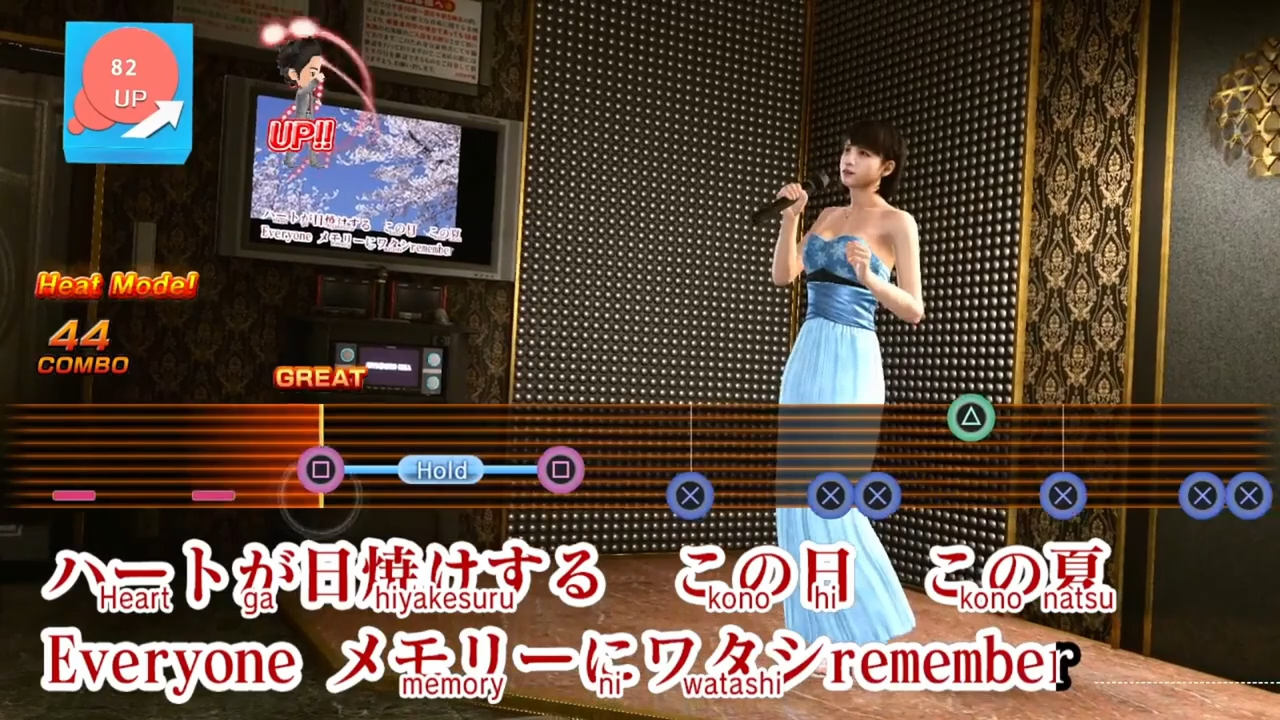 82
UP
UP!!
ハートが日焼けする　この日　この夏
Everyone メモリーにワタシremember
Heat Mode!
44
COMBO
GREAT
Hold
ハートが日焼けする　この日　この夏
Heart ga hiyakesuru kono hi kono natsu
Everyone メモリーにワタシremember
memory ni watashi